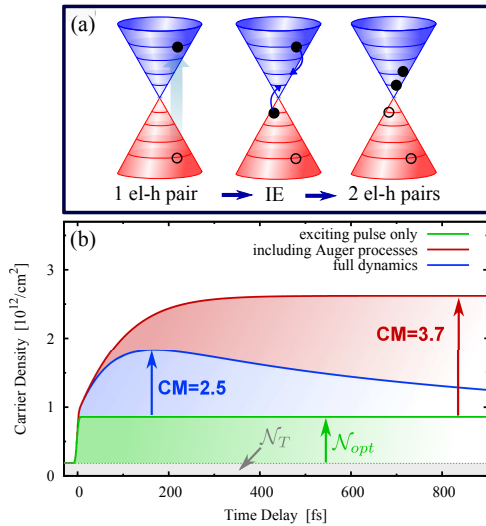 (a)
1 el-h pair
IE
2 el-h pairs
(b)
exciting pulse only
including Auger processes
full dynamics
Carrier Density [10¹²/cm²]
3
2
1
0
CM=3.7
CM=2.5
𝒩_T
𝒩_opt
0 200 400 600 800
Time Delay [fs]